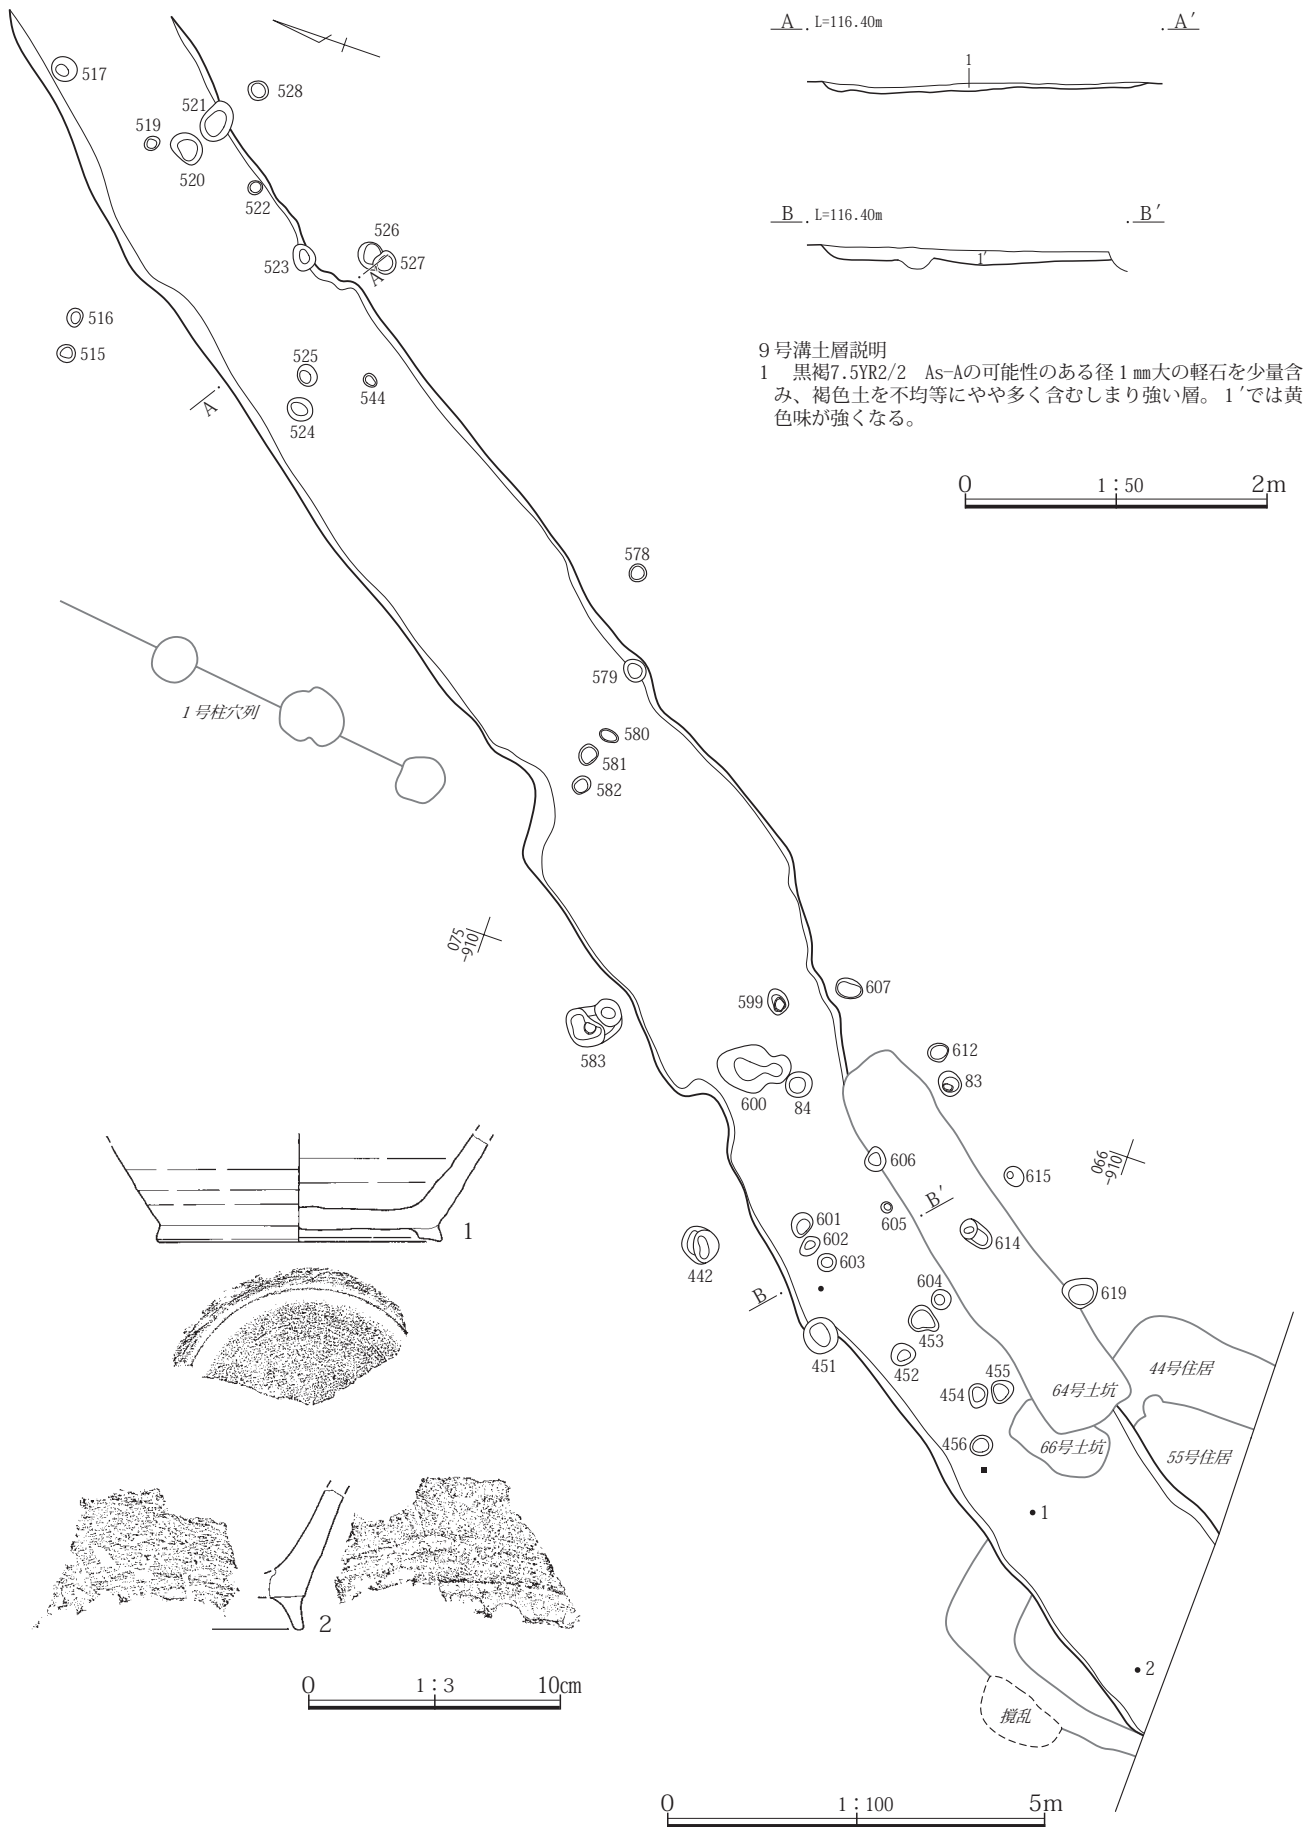 A . L=116.40m . A′
1
B . L=116.40m . B′
1′
９号溝土層説明
1　黒褐7.5YR2/2　As-Aの可能性のある径１㎜大の軽石を少量含
み、褐色土を不均等にやや多く含むしまり強い層。１′では黄
色味が強くなる。
0 1：50 2m
517
528
521
519
520
522
526
523
527
A′
516
515
525
544
524
A
578
579
1号柱穴列
580
581
582
075
-910
599
607
583
612
83
600
84
606
066
-910
615
B′
601
605
602
614
442
603
604
619
B
453
451
452
455
44号住居
454
64号土坑
456
66号土坑
55号住居
1
2
撹乱
1
2
0 1：3 10㎝
0 1：100 5m